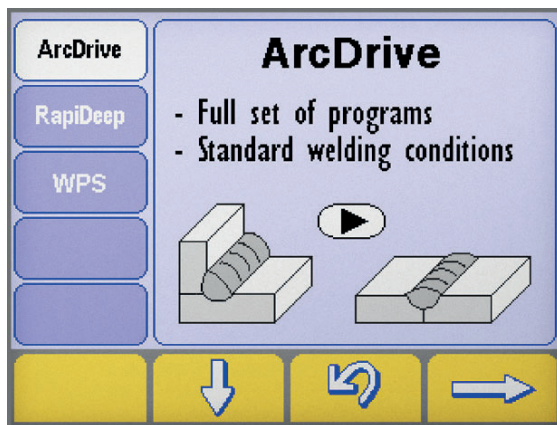 ArcDrive
RapiDeep
WPS
ArcDrive
- Full set of programs
- Standard welding conditions